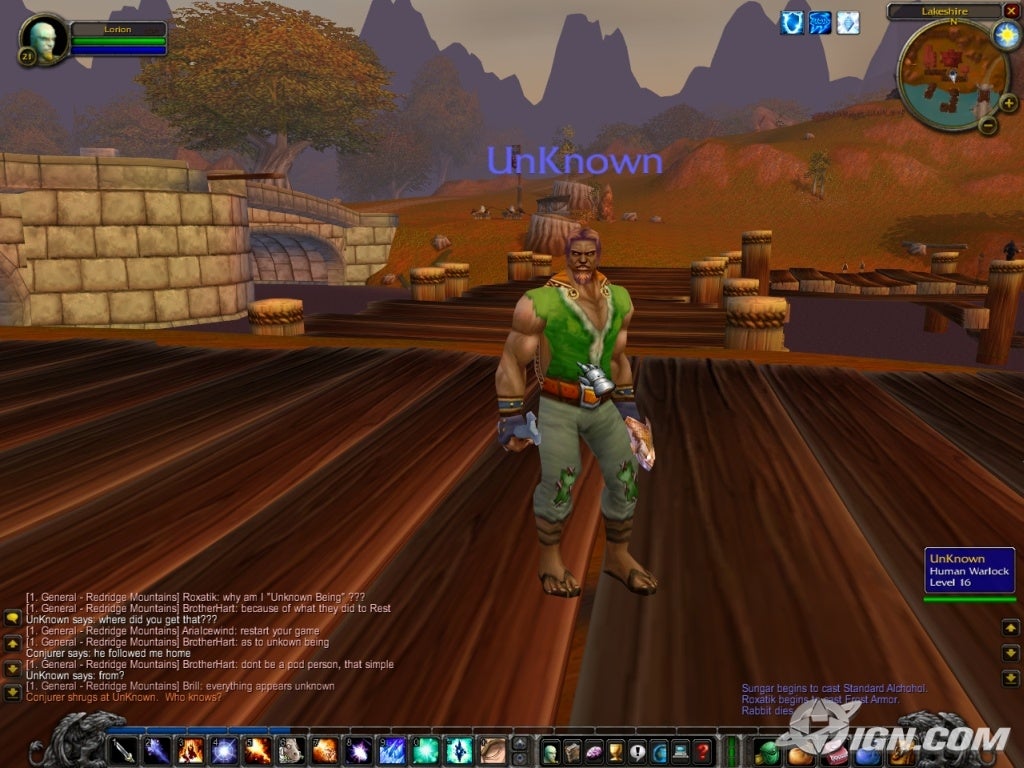 Lorion
21
Lakeshire
N
UnKnown
UnKnown
Human Warlock
Level 16
[1. General - Redridge Mountains] Roxatik: why am I "Unknown Being" ???
[1. General - Redridge Mountains] BrotherHart: because of what they did to Rest
UnKnown says: where did you get that???
[1. General - Redridge Mountains] Arialcewind: restart your game
[1. General - Redridge Mountains] BrotherHart: as to unkown being
Conjurer says: he followed me home
[1. General - Redridge Mountains] BrotherHart: dont be a pod person, that simple
UnKnown says: from?
[1. General - Redridge Mountains] Brill: everything appears unknown
Conjurer shrugs at UnKnown. Who knows?
Sungar begins to cast Standard Alchohol.
Roxatik begins to cast Frost Armor.
Rabbit dies.
IGN.COM